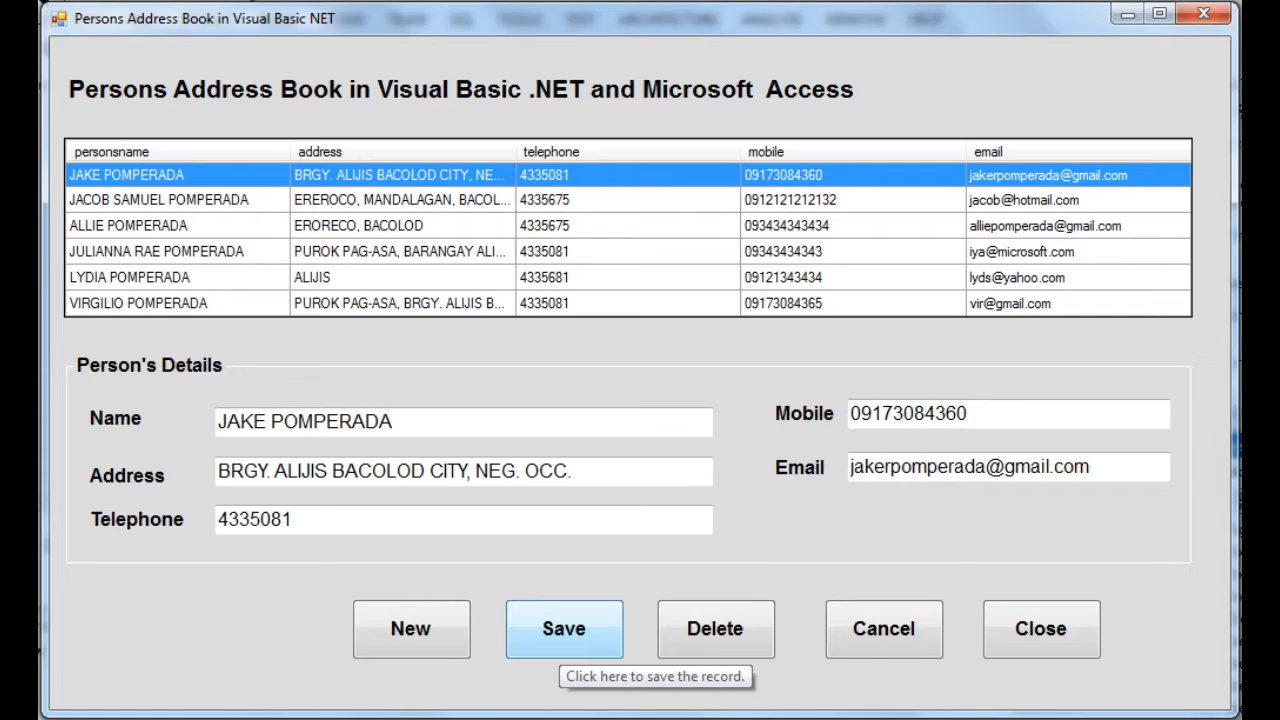 Persons Address Book in Visual Basic NET
Persons Address Book in Visual Basic .NET and Microsoft Access
personsname address telephone mobile email
JAKE POMPERADA BRGY. ALIJIS BACOLOD CITY, NE... 4335081 09173084360 jakerpomperada@gmail.com
JACOB SAMUEL POMPERADA EREROCO, MANDALAGAN, BACOL... 4335675 0912121212132 jacob@hotmail.com
ALLIE POMPERADA ERORECO, BACOLOD 4335675 093434343434 alliepomperada@gmail.com
JULIANNA RAE POMPERADA PUROK PAG-ASA, BARANGAY ALI... 4335081 09343434343 iya@microsoft.com
LYDIA POMPERADA ALIJIS 4335681 09121343434 lyds@yahoo.com
VIRGILIO POMPERADA PUROK PAG-ASA, BRGY. ALIJIS B... 4335081 09173084365 vir@gmail.com
Person's Details
Name JAKE POMPERADA Mobile 09173084360
Address BRGY. ALIJIS BACOLOD CITY, NEG. OCC. Email jakerpomperada@gmail.com
Telephone 4335081
New Save Delete Cancel Close
Click here to save the record.